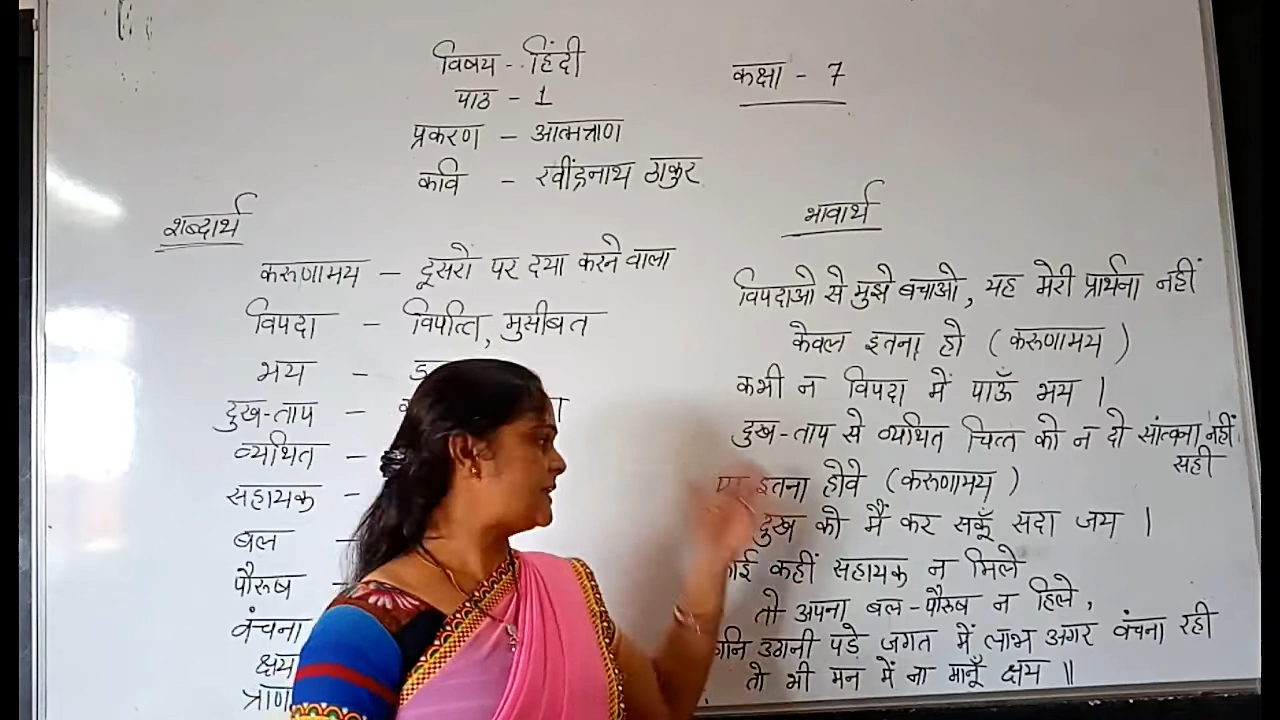 विषय - हिंदी
पाठ - 1
प्रकरण - आत्मत्राण
कवि - रवींद्रनाथ ठाकुर
कक्षा - 7
शब्दार्थ
करुणामय - दूसरों पर दया करने वाला
विपदा - विपत्ति, मुसीबत
भय -
दुख-ताप -
व्यथित -
सहायक -
बल -
पौरुष
वंचना
क्षय
त्राण
भावार्थ
विपदाओ से मुझे बचाओ, यह मेरी प्रार्थना नहीं
केवल इतना हो (करुणामय)
कभी न विपदा में पाऊँ भय ।
दुख-ताप से व्यथित चित्त को न दो सांत्वना नहीं
सही
इतना होवे (करुणामय)
दुख को मैं कर सकूँ सदा जय ।
कहीं सहायक न मिले
तो अपना बल-पौरुष न हिले,
उठानी पड़े जगत में लाभ अगर वंचना रही
तो भी मन में ना मानूँ क्षय ॥